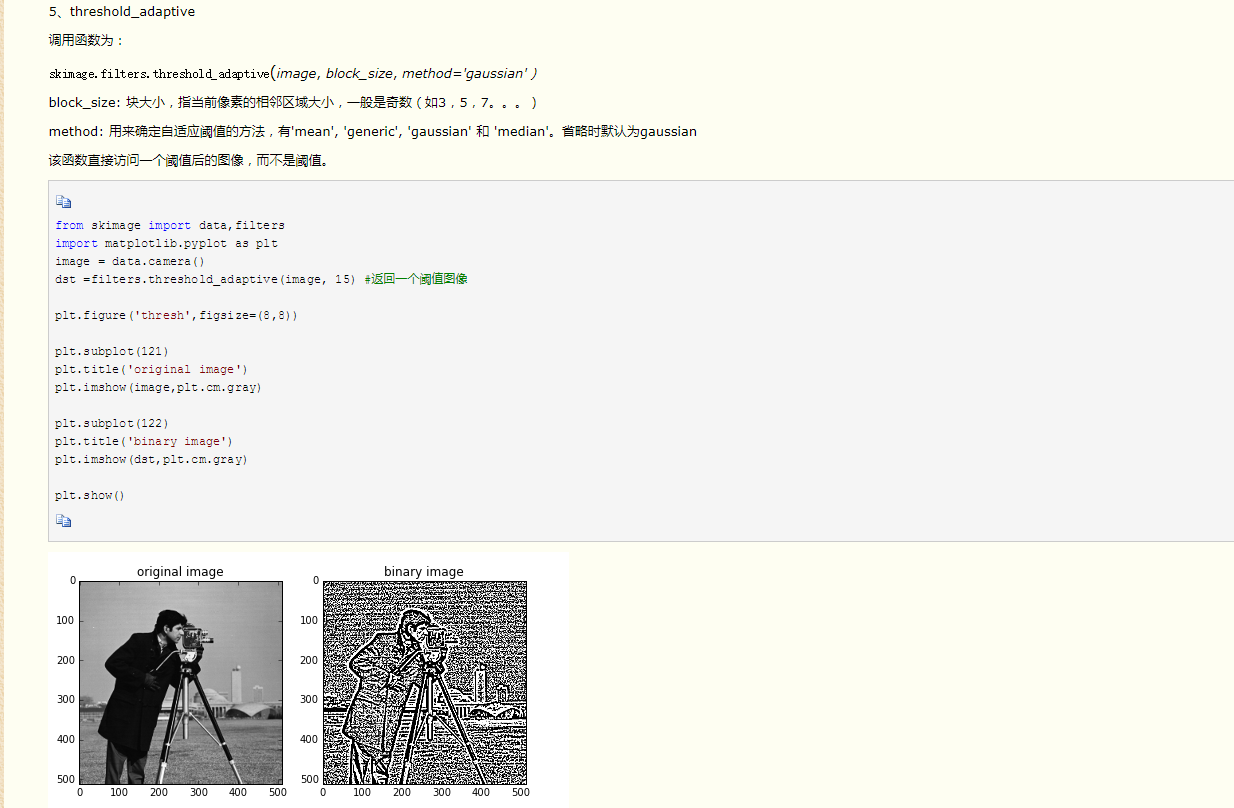 5、threshold_adaptive
调用函数为：
skimage.filters.threshold_adaptive(image, block_size, method='gaussian'）
block_size: 块大小，指当前像素的相邻区域大小，一般是奇数（如3，5，7。。。）
method: 用来确定自适应阈值的方法，有'mean', 'generic', 'gaussian' 和 'median'。省略时默认为gaussian
该函数直接访问一个阈值后的图像，而不是阈值。
from skimage import data,filters
import matplotlib.pyplot as plt
image = data.camera()
dst =filters.threshold_adaptive(image, 15) #返回一个阈值图像
plt.figure('thresh',figsize=(8,8))
plt.subplot(121)
plt.title('original image')
plt.imshow(image,plt.cm.gray)
plt.subplot(122)
plt.title('binary image')
plt.imshow(dst,plt.cm.gray)
plt.show()
original image
0
100
200
300
400
500
0 100 200 300 400 500
binary image
0
100
200
300
400
500
0 100 200 300 400 500